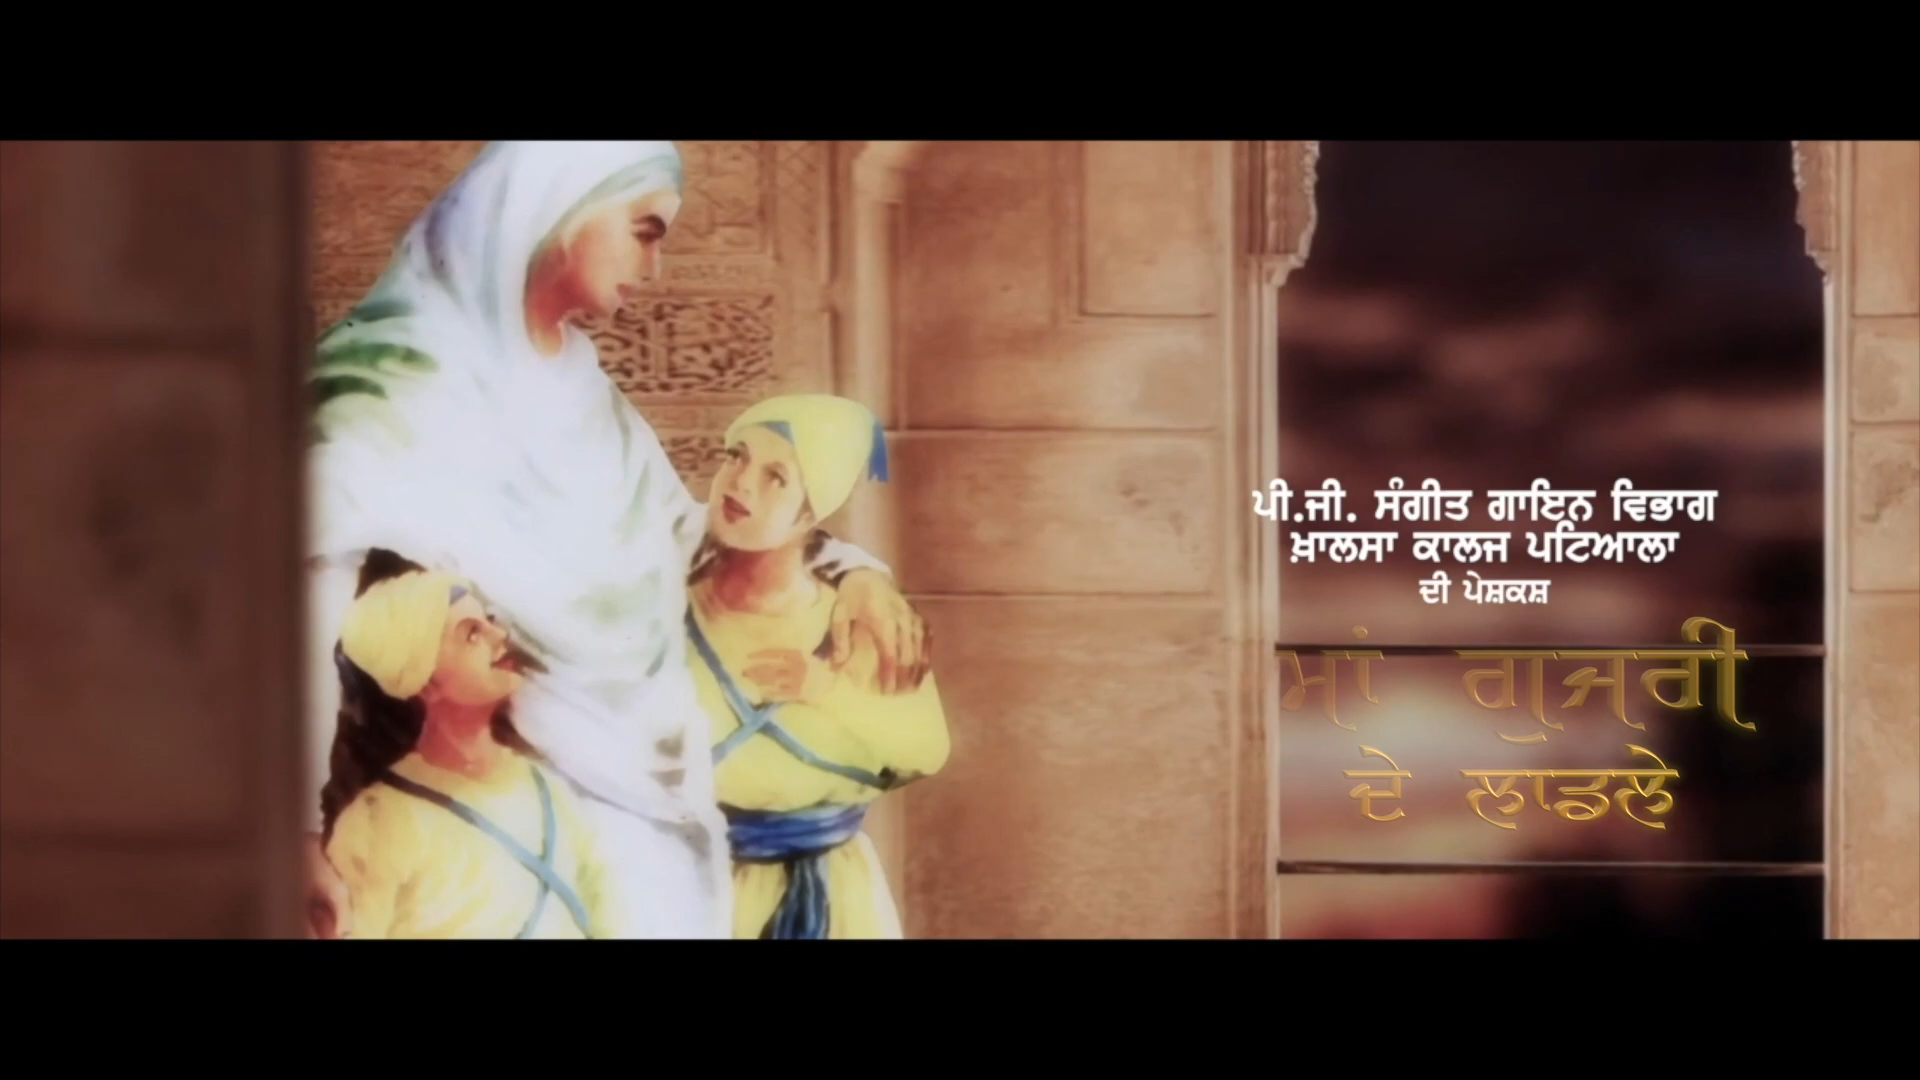 ਪੀ.ਜੀ. ਸੰਗੀਤ ਗਾਇਨ ਵਿਭਾਗ
ਖ਼ਾਲਸਾ ਕਾਲਜ ਪਟਿਆਲਾ
ਦੀ ਪੇਸ਼ਕਸ਼
ਮਾਂ ਗੁਜਰੀ
ਦੇ ਲਾਡਲੇ